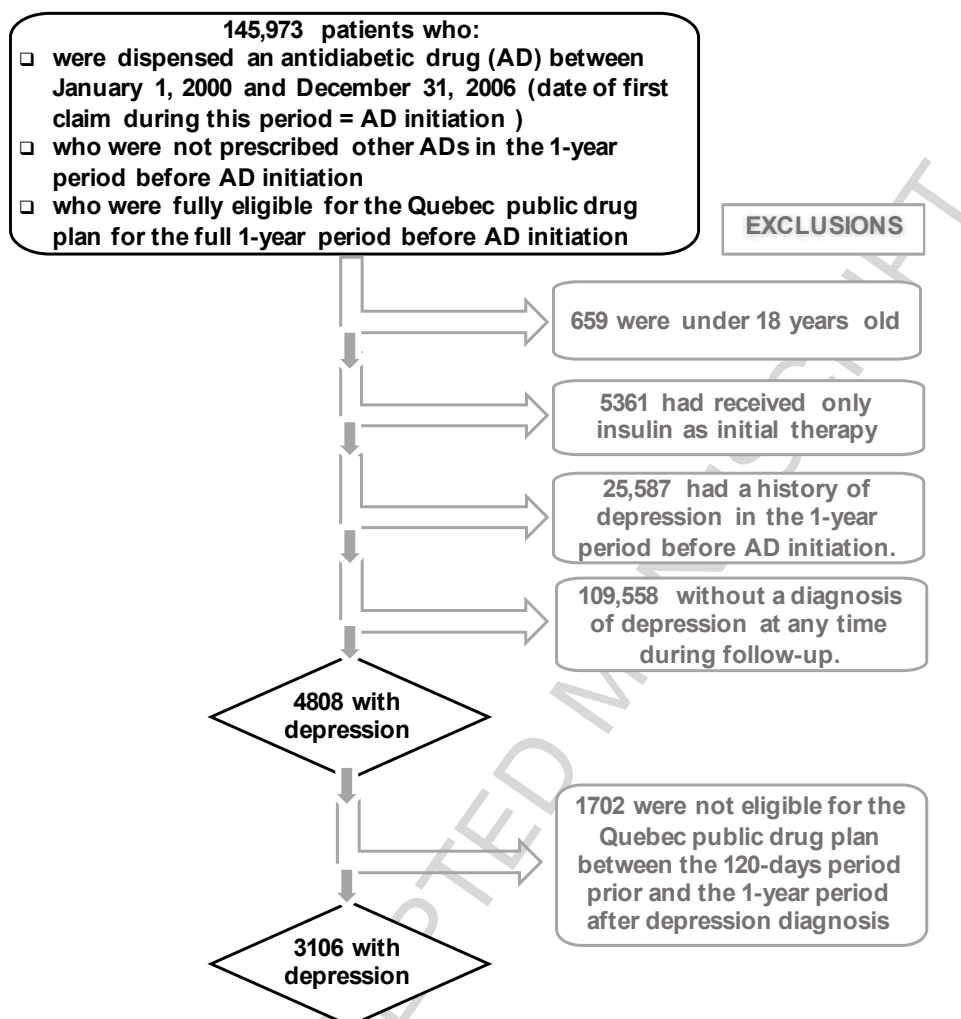 145,973 patients who:
❑ were dispensed an antidiabetic drug (AD) between
January 1, 2000 and December 31, 2006 (date of first
claim during this period = AD initiation )
❑ who were not prescribed other ADs in the 1-year
period before AD initiation
❑ who were fully eligible for the Quebec public drug
plan for the full 1-year period before AD initiation
EXCLUSIONS
659 were under 18 years old
5361 had received only
insulin as initial therapy
25,587 had a history of
depression in the 1-year
period before AD initiation.
109,558 without a diagnosis
of depression at any time
during follow-up.
4808 with
depression
1702 were not eligible for the
Quebec public drug plan
between the 120-days period
prior and the 1-year period
after depression diagnosis
3106 with
depression